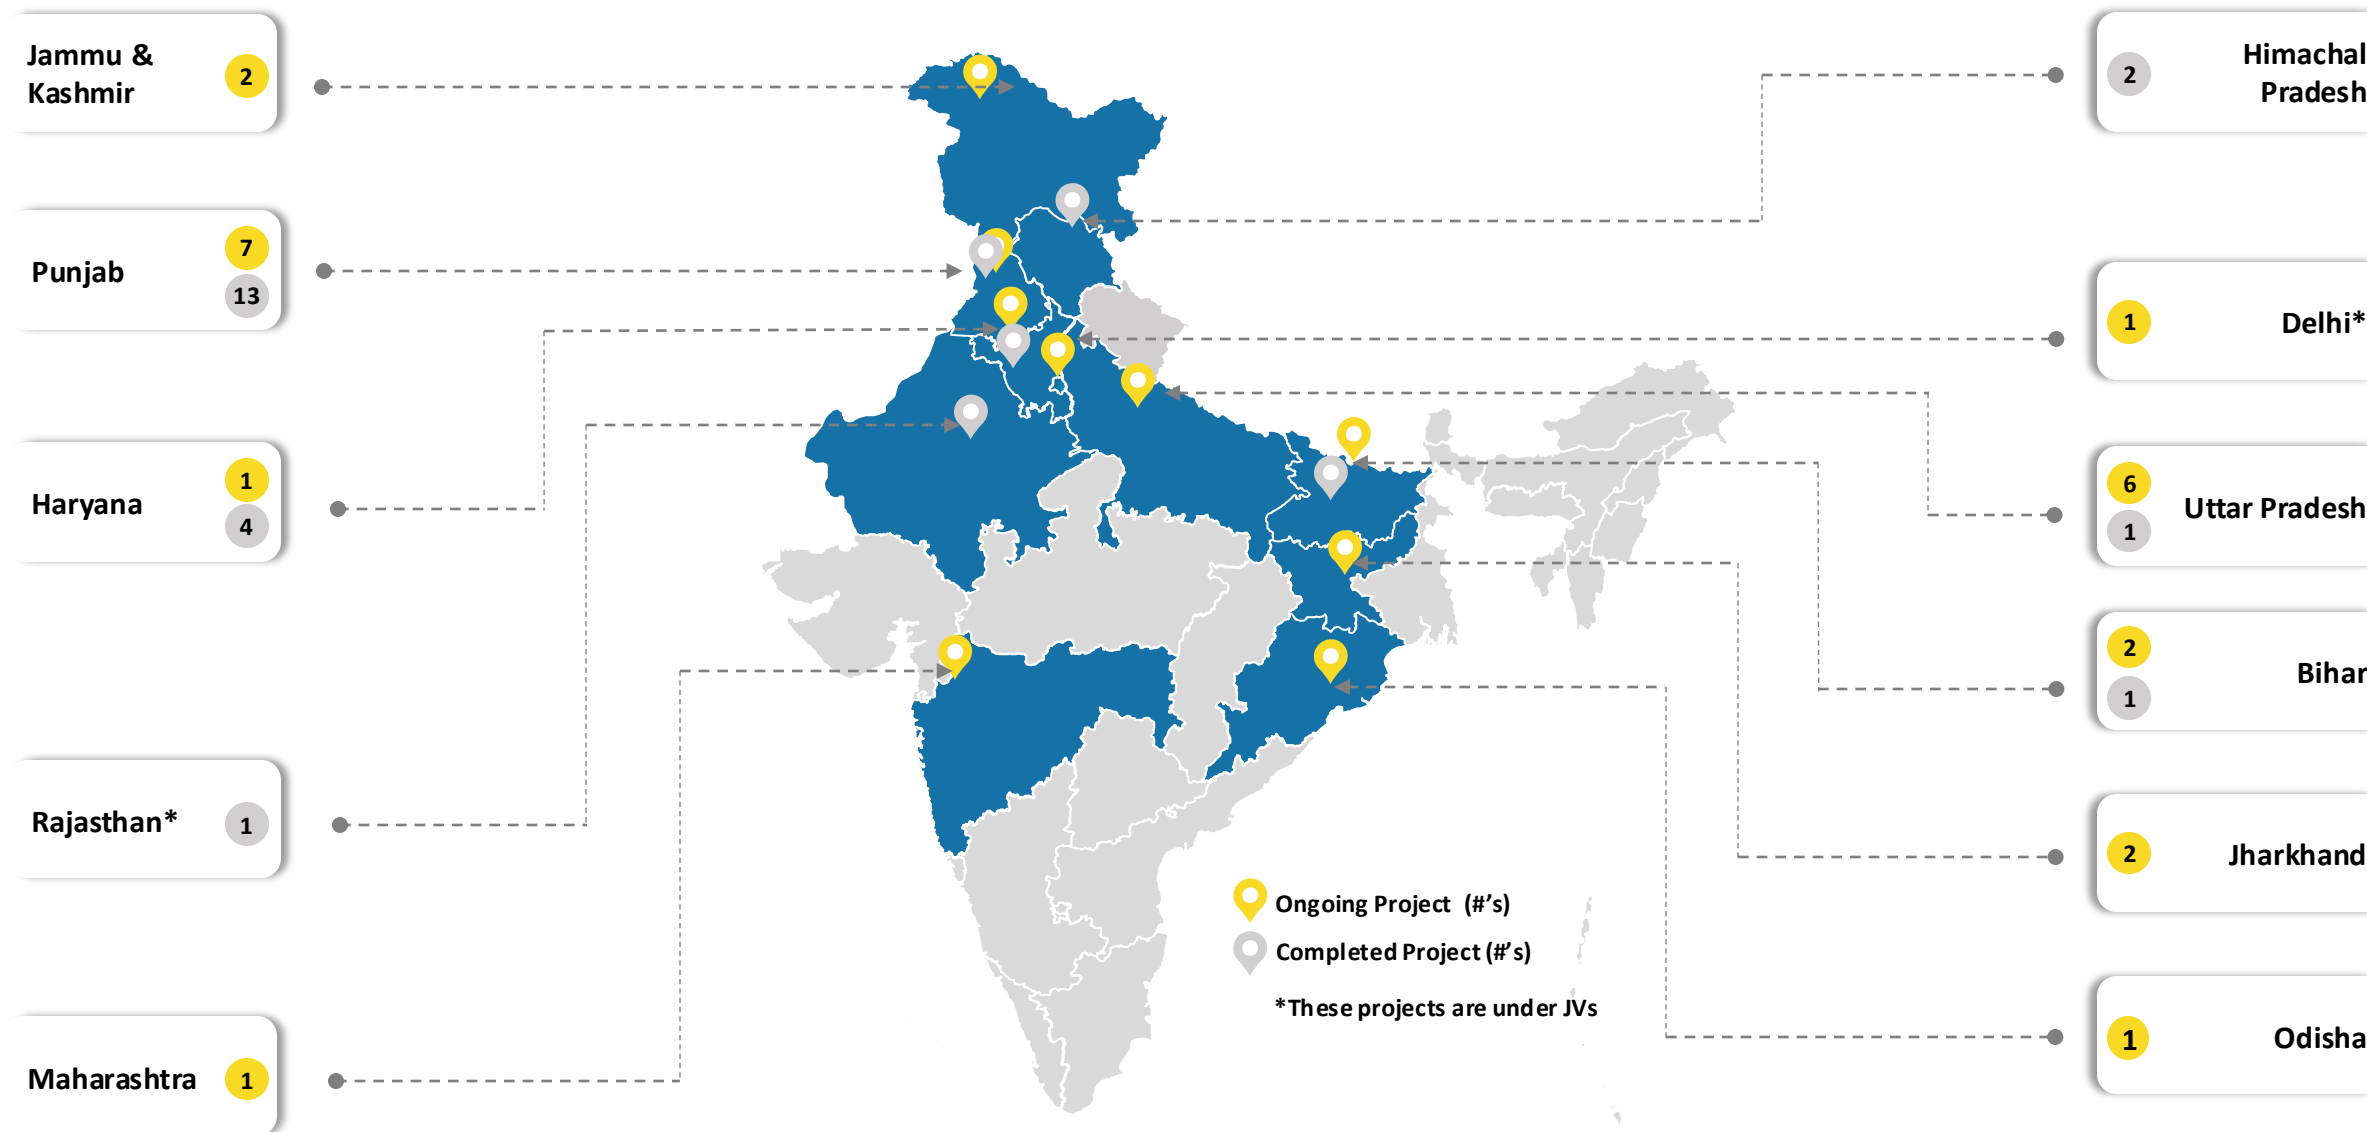 Jammu &
Kashmir
2
Punjab
7
13
Haryana
1
4
Rajasthan*
1
Maharashtra
1
2
Himachal
Pradesh
1
Delhi*
6
1
Uttar Pradesh
2
1
Bihar
2
Jharkhand
1
Odisha
Ongoing Project (#'s)
Completed Project (#'s)
*These projects are under JVs